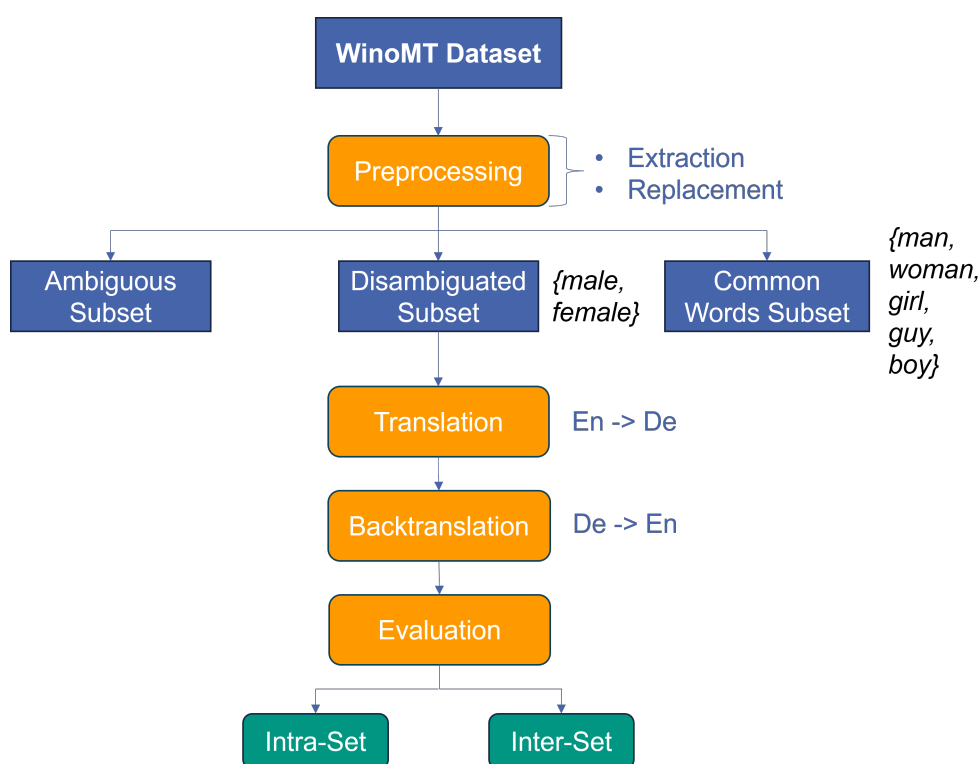 WinoMT Dataset
Preprocessing
• Extraction
• Replacement
Ambiguous
Subset
Disambiguated
Subset
{male,
female}
Common
Words Subset
{man,
woman,
girl,
guy,
boy}
Translation
En -> De
Backtranslation
De -> En
Evaluation
Intra-Set
Inter-Set